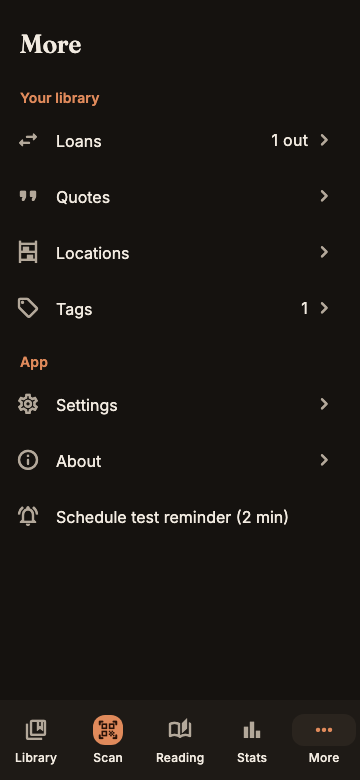 More
Your library
Loans 1 out
Quotes
Locations
Tags 1
App
Settings
About
Schedule test reminder (2 min)
Library Scan Reading Stats More